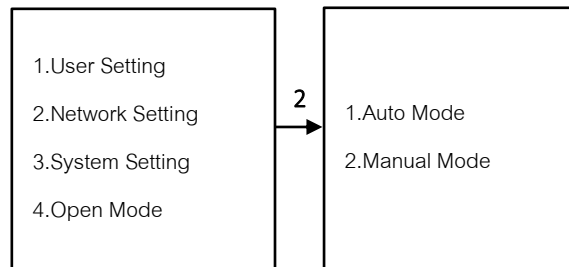 1.User Setting
2.Network Setting
3.System Setting
4.Open Mode
2
1.Auto Mode
2.Manual Mode